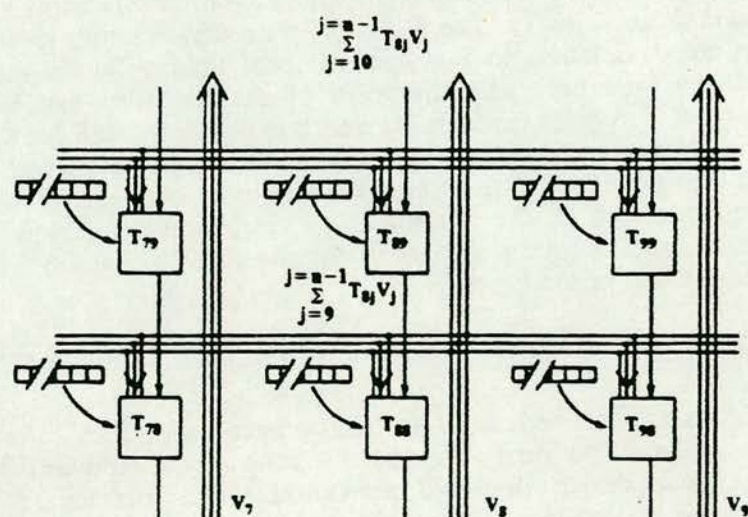 j=n-1
Σ T8jVj
j=10
T79 T89 T99
j=n-1
Σ T8jVj
j=9
T78 T88 T98
V7 V8 V9